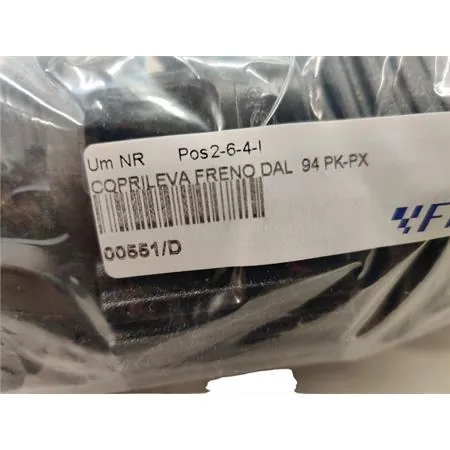 Um NR Pos2-6-4-I
COPRILEVA FRENO DAL 94 PK-PX
00551/D